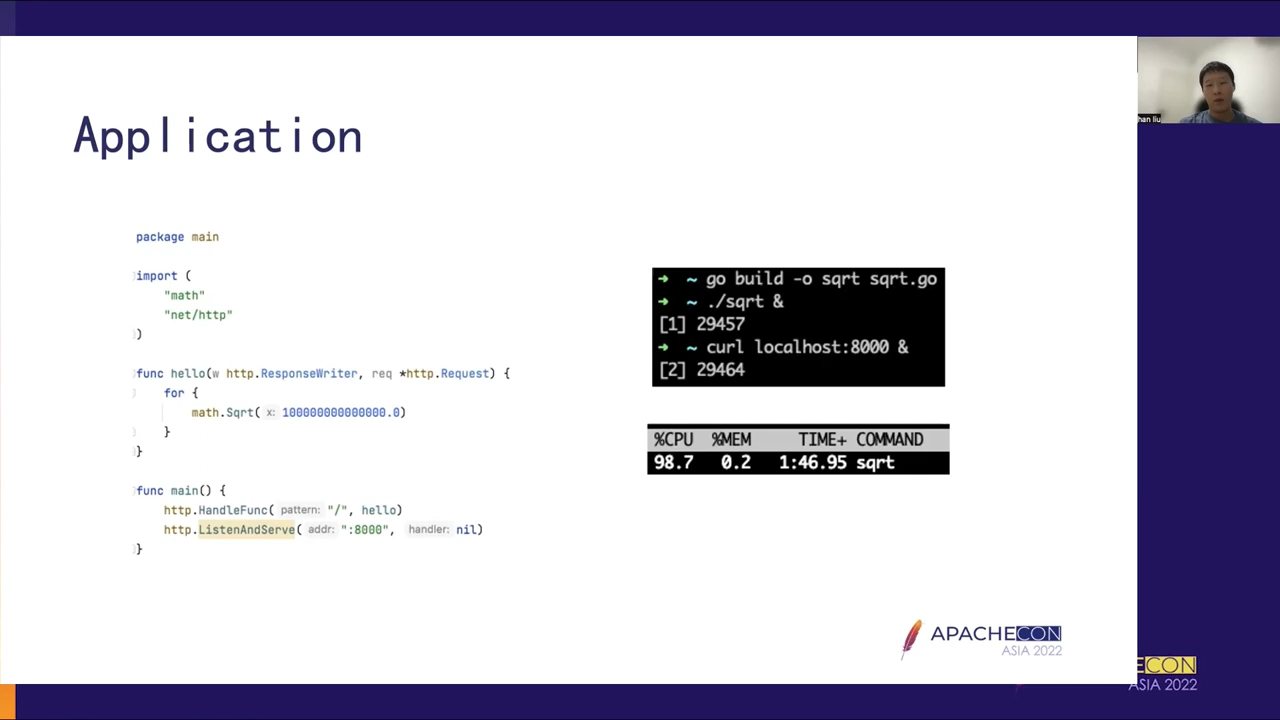 Application
package main
import (
"math"
"net/http"
)
func hello(w http.ResponseWriter, req *http.Request) {
for {
math.Sqrt( x: 100000000000000.0)
}
}
func main() {
http.HandleFunc( pattern: "/", hello)
http.ListenAndServe( addr: ":8000", handler: nil)
}
➜ ~ go build -o sqrt sqrt.go
➜ ~ ./sqrt &
[1] 29457
➜ ~ curl localhost:8000 &
[2] 29464
%CPU %MEM TIME+ COMMAND
98.7 0.2 1:46.95 sqrt
APACHECON
ASIA 2022
ECON
ASIA 2022
han liu